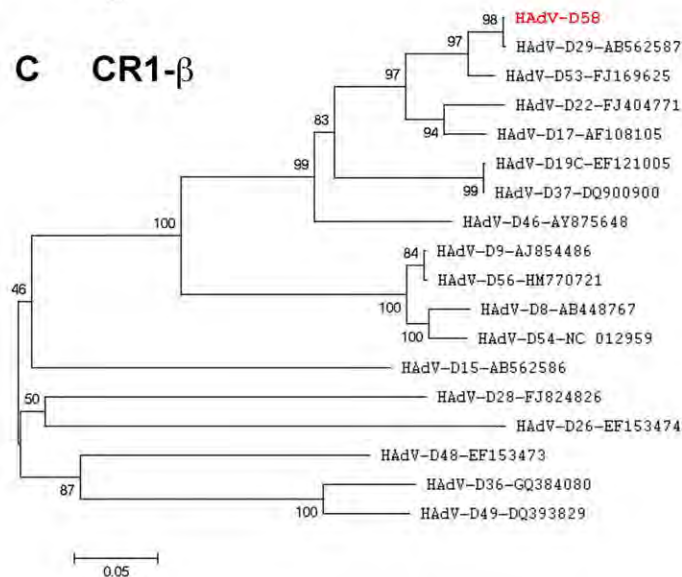 98
HAdV-D58
HAdV-D29-AB562587
97
HAdV-D53-FJ169625
C CR1-β
97
HAdV-D22-FJ404771
94
HAdV-D17-AF108105
83
HAdV-D19C-EF121005
99
HAdV-D37-DQ900900
99
HAdV-D46-AY875648
100
84
HAdV-D9-AJ854486
HAdV-D56-HM770721
100
HAdV-D8-AB448767
100
HAdV-D54-NC 012959
46
HAdV-D15-AB562586
50
HAdV-D28-FJ824826
HAdV-D26-EF153474
HAdV-D48-EF153473
87
HAdV-D36-GQ384080
100
HAdV-D49-DQ393829
0.05